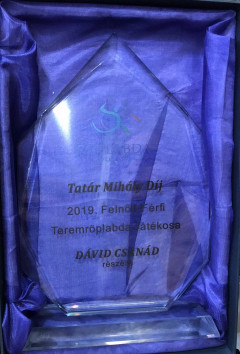 Tatár Mihály Díj
2019. Felnőtt Férfi
Teremröplabda Játékosa
DÁVID CSANÁD
részére